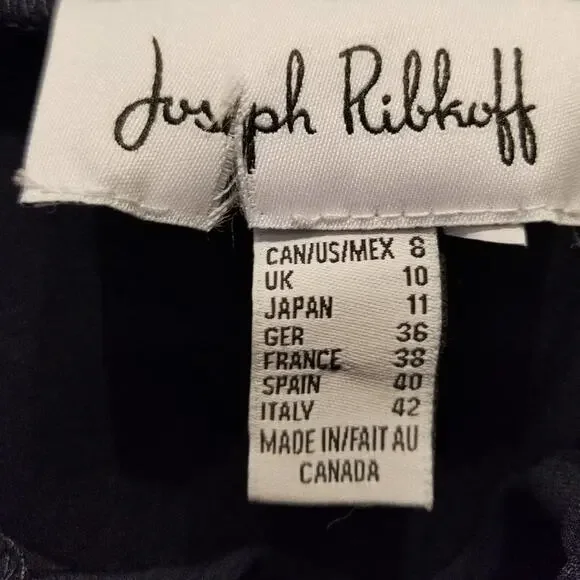 Joseph Ribkoff
CAN/US/MEX 8
UK 10
JAPAN 11
GER 36
FRANCE 38
SPAIN 40
ITALY 42
MADE IN/FAIT AU
CANADA